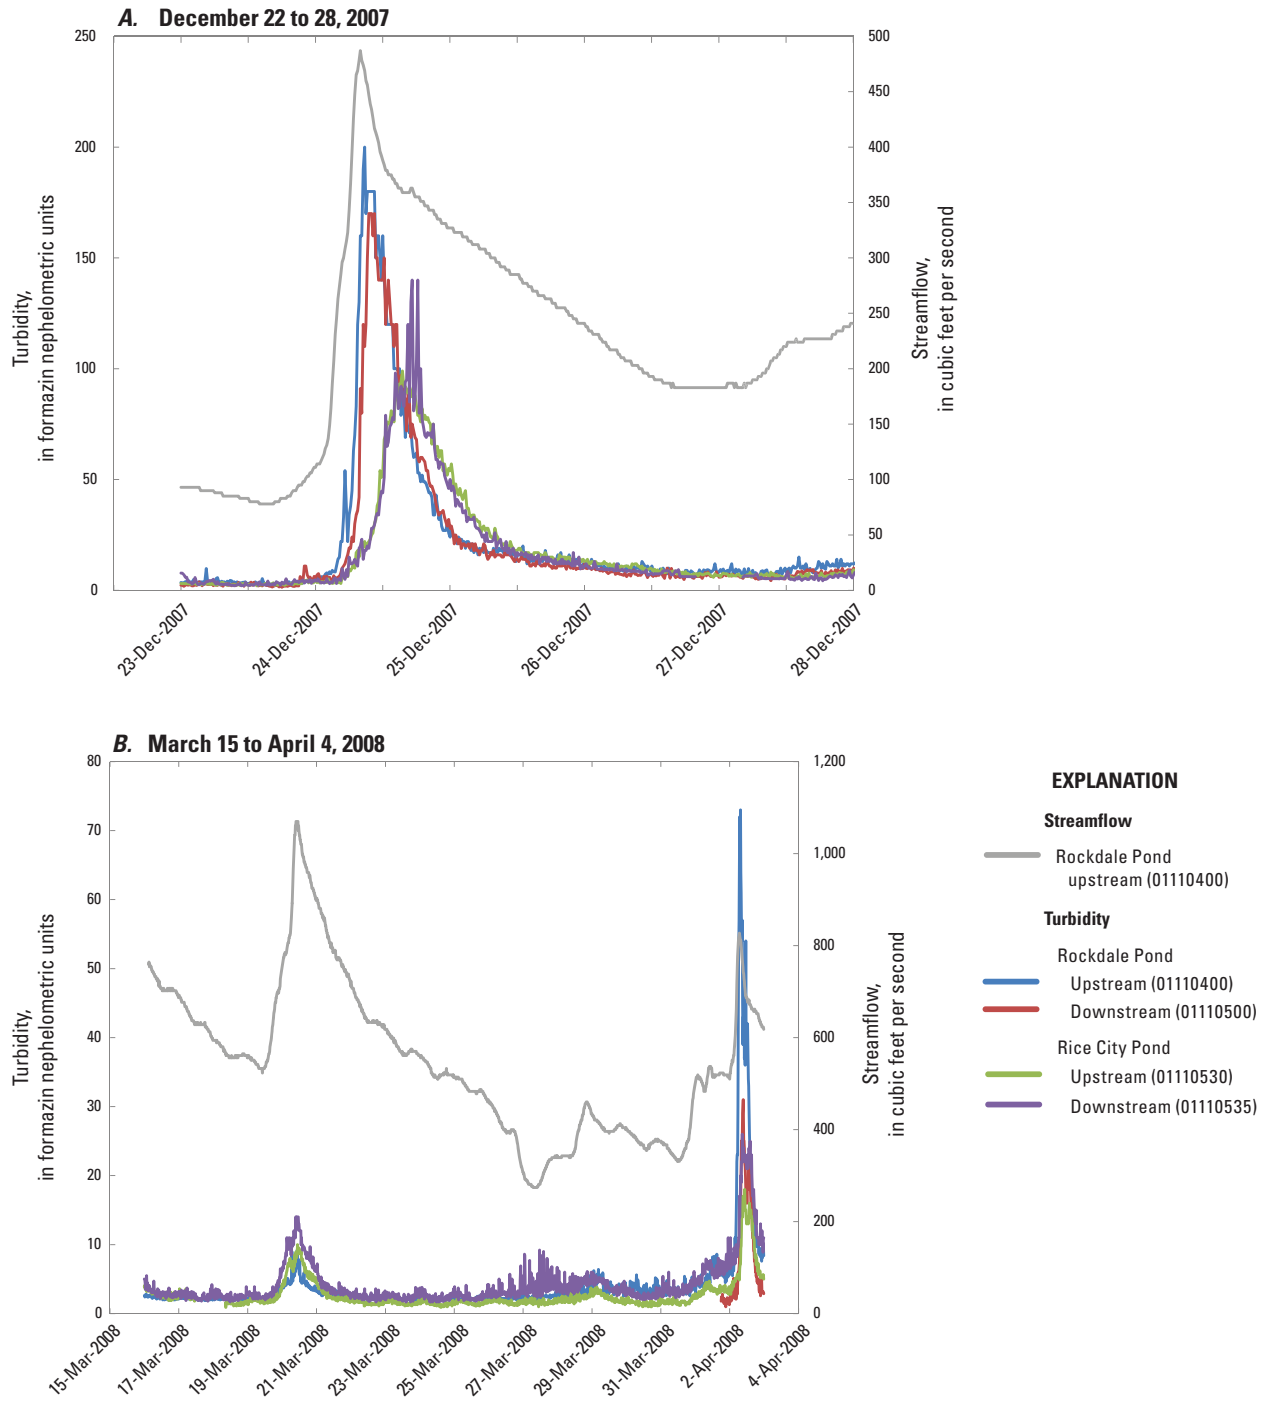 A. December 22 to 28, 2007
250
200
150
100
50
0
Turbidity,
in formazin nephelometric units
500
450
400
350
300
250
200
150
100
50
0
Streamflow,
in cubic feet per second
23-Dec-2007
24-Dec-2007
25-Dec-2007
26-Dec-2007
27-Dec-2007
28-Dec-2007
B. March 15 to April 4, 2008
80
70
60
50
40
30
20
10
0
Turbidity,
in formazin nephelometric units
1,200
1,000
800
600
400
200
0
Streamflow,
in cubic feet per second
15-Mar-2008
17-Mar-2008
19-Mar-2008
21-Mar-2008
23-Mar-2008
25-Mar-2008
27-Mar-2008
29-Mar-2008
31-Mar-2008
2-Apr-2008
4-Apr-2008
EXPLANATION
Streamflow
Rockdale Pond
upstream (01110400)
Turbidity
Rockdale Pond
Upstream (01110400)
Downstream (01110500)
Rice City Pond
Upstream (01110530)
Downstream (01110535)